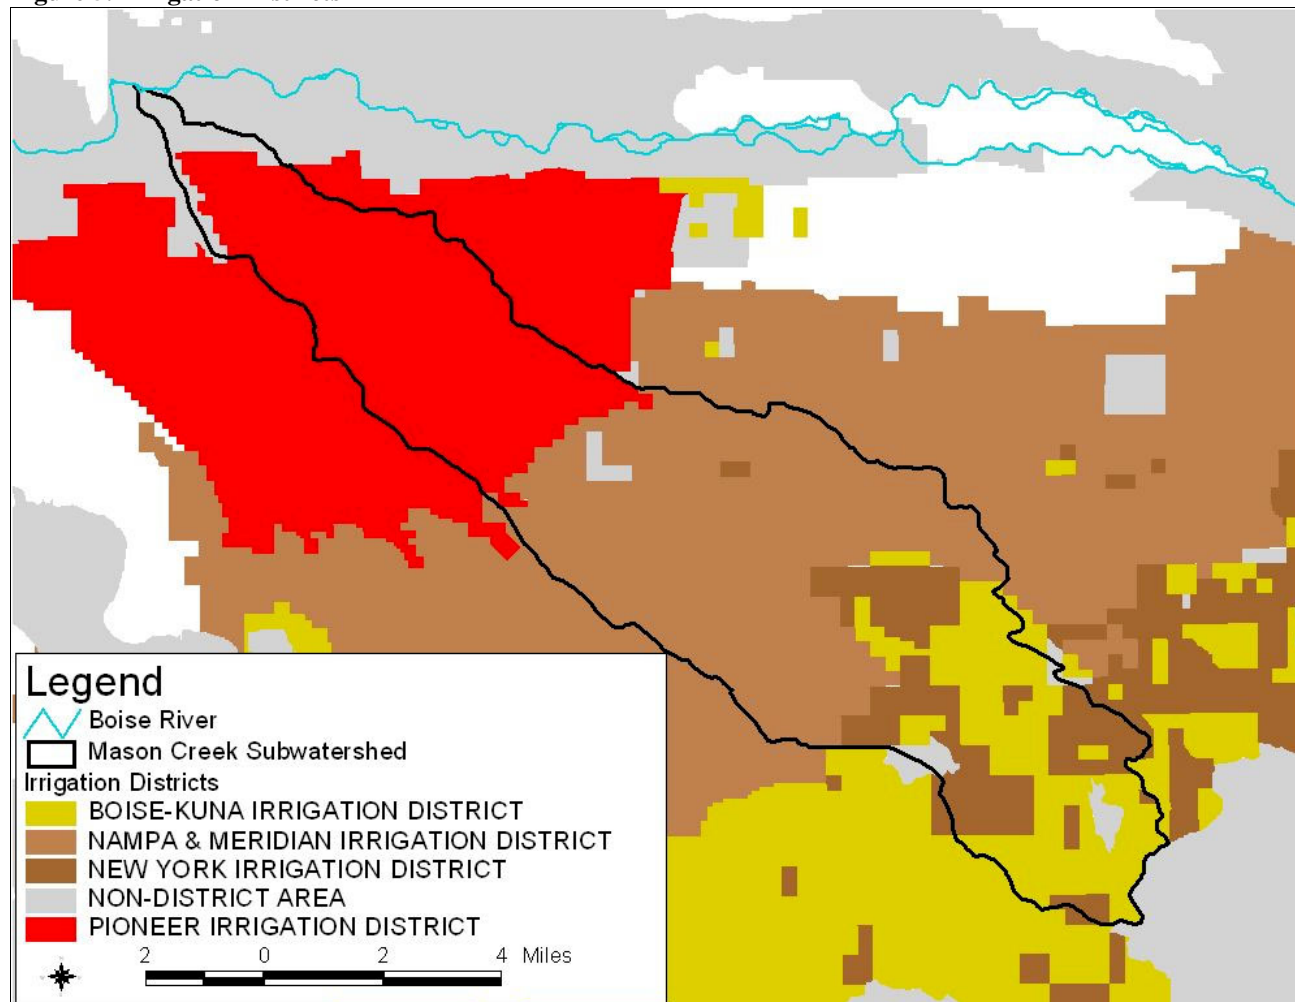 Legend
Boise River
Mason Creek Subwatershed
Irrigation Districts
BOISE-KUNA IRRIGATION DISTRICT
NAMPA & MERIDIAN IRRIGATION DISTRICT
NEW YORK IRRIGATION DISTRICT
NON-DISTRICT AREA
PIONEER IRRIGATION DISTRICT
2 0 2 4 Miles